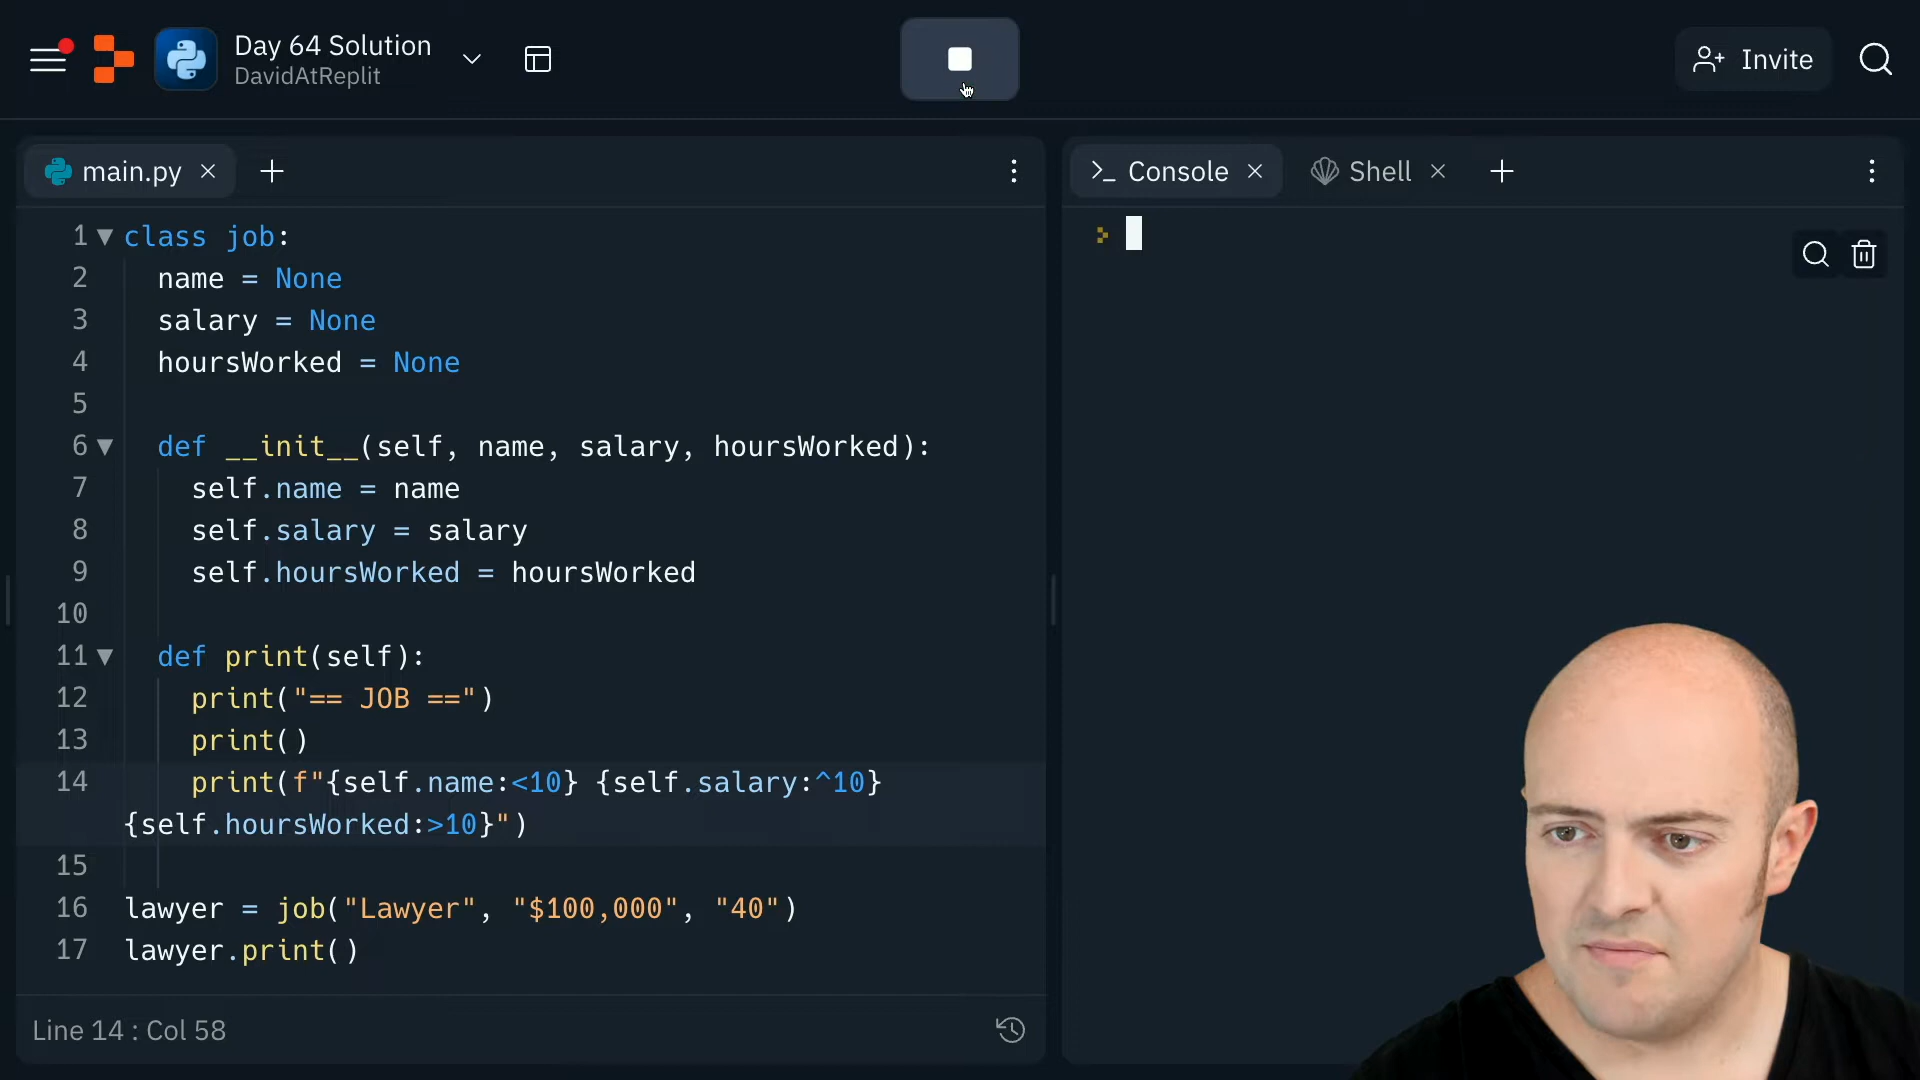 Day 64 Solution
DavidAtReplit
Invite
main.py
Console
Shell
1 class job:
2 name = None
3 salary = None
4 hoursWorked = None
5
6 def __init__(self, name, salary, hoursWorked):
7 self.name = name
8 self.salary = salary
9 self.hoursWorked = hoursWorked
10
11 def print(self):
12 print("== JOB ==")
13 print()
14 print(f"{self.name:<10} {self.salary:^10}
{self.hoursWorked:>10}")
15
16 lawyer = job("Lawyer", "$100,000", "40")
17 lawyer.print()
Line 14 : Col 58